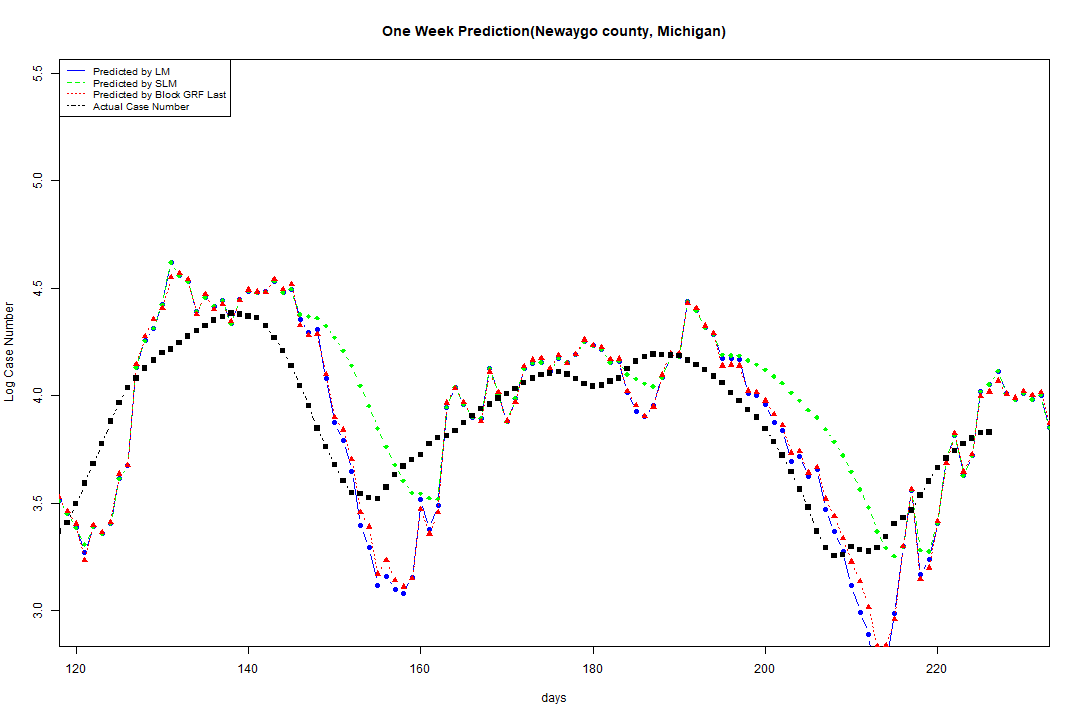 One Week Prediction(Newaygo county, Michigan)
Predicted by LM
Predicted by SLM
Predicted by Block GRF Last
Actual Case Number
5.5
5.0
4.5
4.0
3.5
3.0
Log Case Number
120 140 160 180 200 220
days